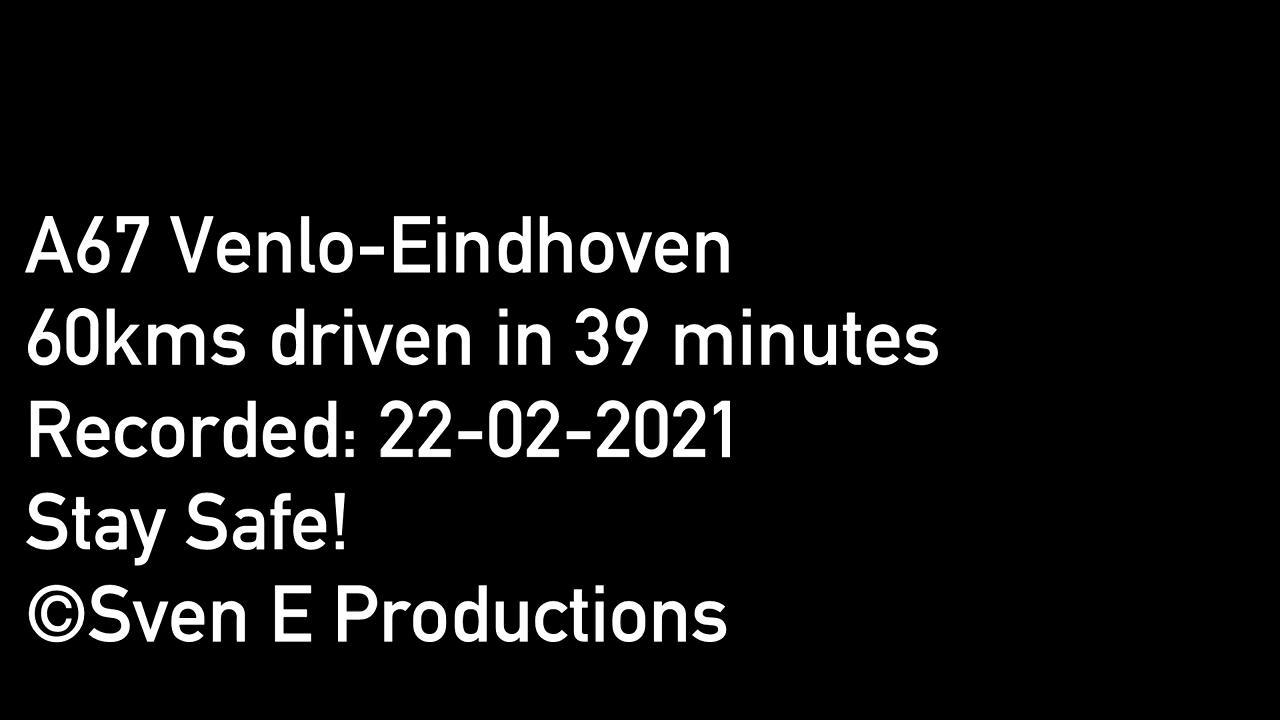 A67 Venlo-Eindhoven
60kms driven in 39 minutes
Recorded: 22-02-2021
Stay Safe!
©Sven E Productions